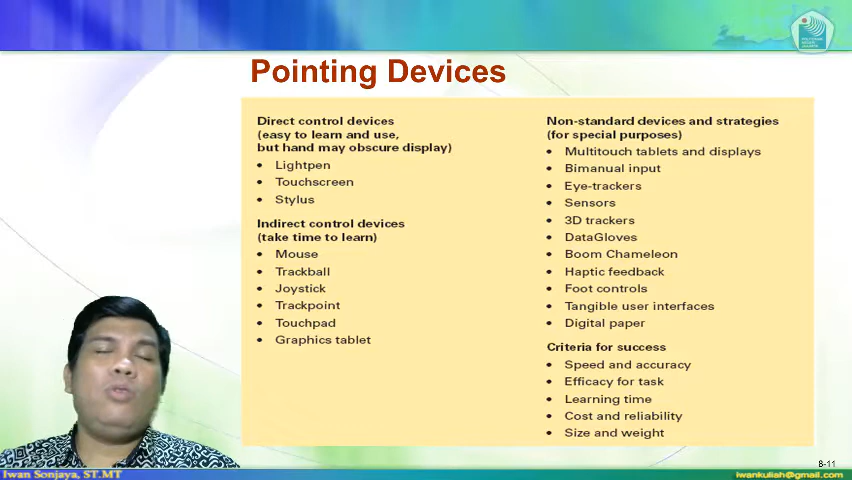 Pointing Devices
Direct control devices
(easy to learn and use,
but hand may obscure display)
• Lightpen
• Touchscreen
• Stylus
Indirect control devices
(take time to learn)
• Mouse
• Trackball
• Joystick
• Trackpoint
• Touchpad
• Graphics tablet
Non-standard devices and strategies
(for special purposes)
• Multitouch tablets and displays
• Bimanual input
• Eye-trackers
• Sensors
• 3D trackers
• DataGloves
• Boom Chameleon
• Haptic feedback
• Foot controls
• Tangible user interfaces
• Digital paper
Criteria for success
• Speed and accuracy
• Efficacy for task
• Learning time
• Cost and reliability
• Size and weight
8-11
Iwan Sonjaya, ST.MT
iwankuliah@gmail.com